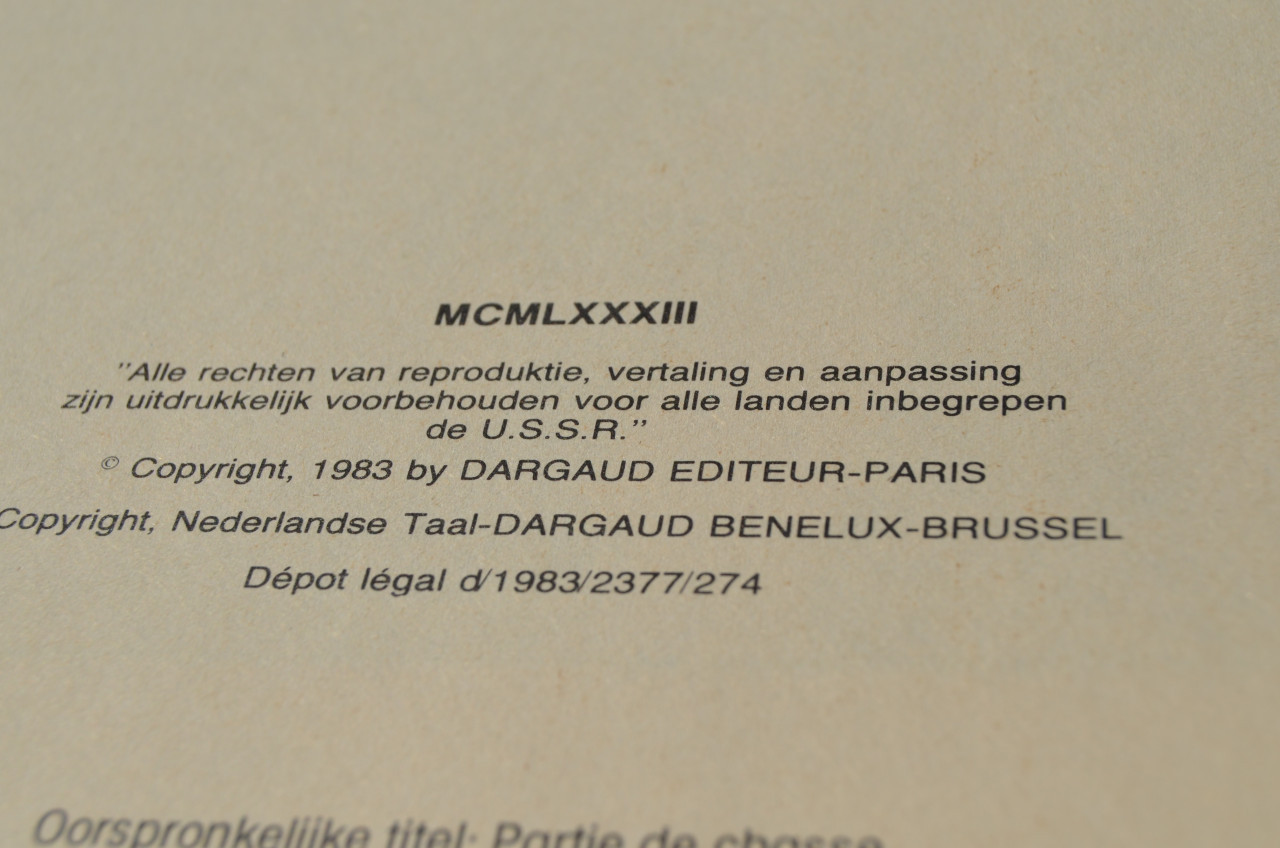 MCMLXXXIII
"Alle rechten van reproduktie, vertaling en aanpassing
zijn uitdrukkelijk voorbehouden voor alle landen inbegrepen
de U.S.S.R."
© Copyright, 1983 by DARGAUD EDITEUR-PARIS
Copyright, Nederlandse Taal-DARGAUD BENELUX-BRUSSEL
Dépot légal d/1983/2377/274
Oorspronkelijke titel: Partie de chasse